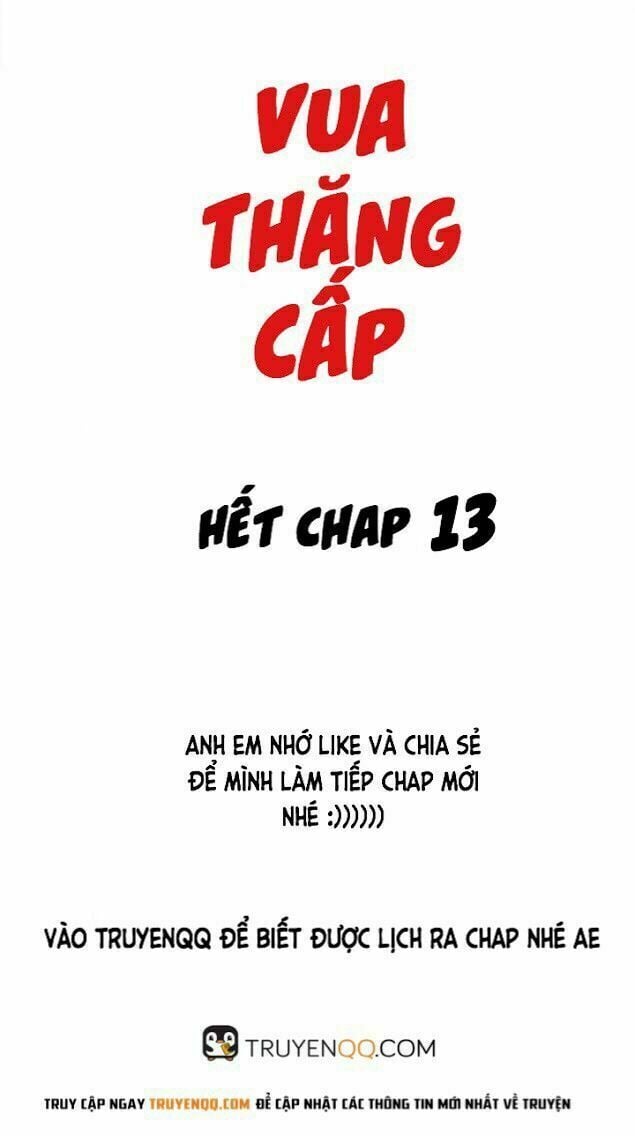 VUA
THĂNG
CẤP
HẾT CHAP 13
ANH EM NHỚ LIKE VÀ CHIA SẺ
ĐỂ MÌNH LÀM TIẾP CHAP MỚI
NHÉ :))))))
VÀO TRUYENQQ ĐỂ BIẾT ĐƯỢC LỊCH RA CHAP NHÉ AE
TRUYENQQ.COM
TRUY CẬP NGAY TRUYENQQ.COM ĐỂ CẬP NHẬT CÁC THÔNG TIN MỚI NHẤT VỀ TRUYỆN